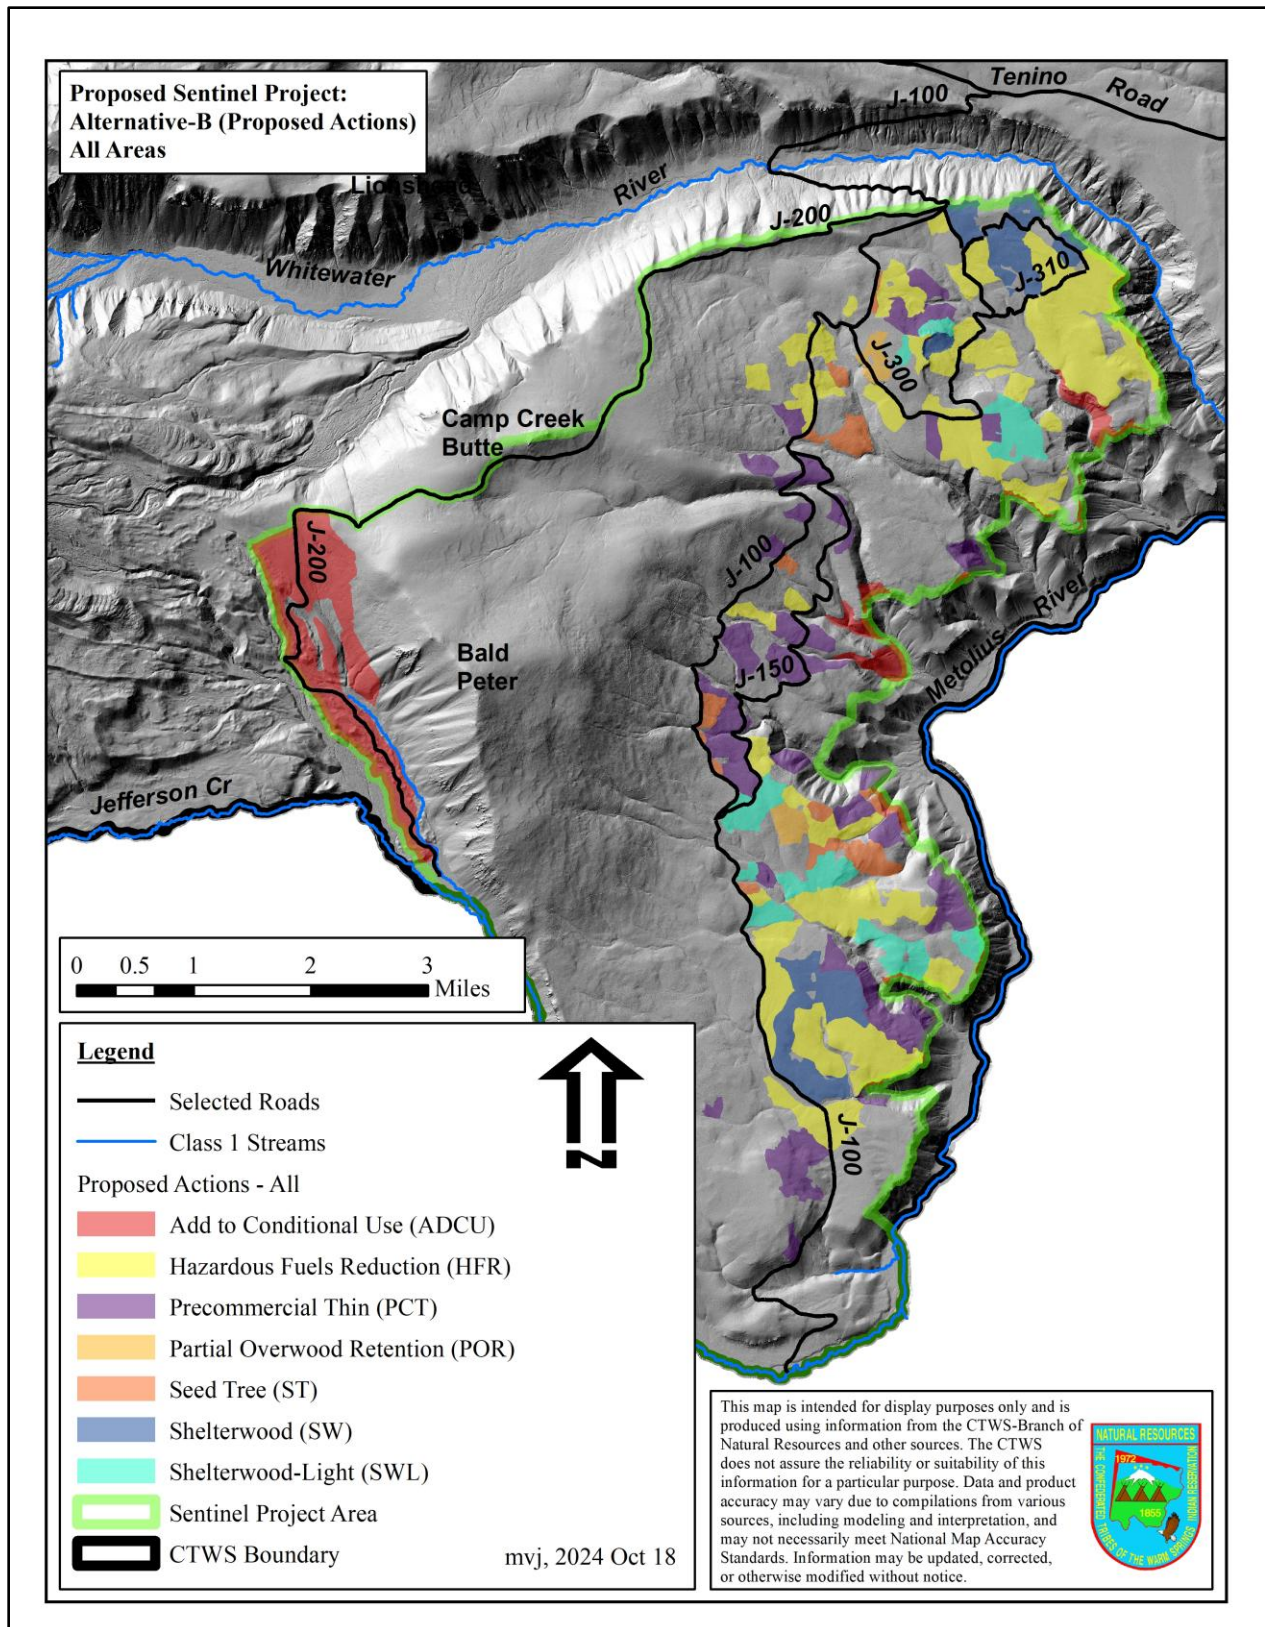 Proposed Sentinel Project:
Alternative-B (Proposed Actions)
All Areas
Tenino
Road
J-100
River
J-200
Whitewater
J-310
J-300
Camp Creek
Butte
J-200
J-100
River
Metolius
Bald
Peter
J-150
Jefferson Cr
0 0.5 1 2 3
Miles
J-100
Legend
Selected Roads
Class 1 Streams
Proposed Actions - All
Add to Conditional Use (ADCU)
Hazardous Fuels Reduction (HFR)
Precommercial Thin (PCT)
Partial Overwood Retention (POR)
Seed Tree (ST)
Shelterwood (SW)
Shelterwood-Light (SWL)
Sentinel Project Area
CTWS Boundary
mvj, 2024 Oct 18
N
This map is intended for display purposes only and is
produced using information from the CTWS-Branch of
Natural Resources and other sources. The CTWS
does not assure the reliability or suitability of this
information for a particular purpose. Data and product
accuracy may vary due to compilations from various
sources, including modeling and interpretation, and
may not necessarily meet National Map Accuracy
Standards. Information may be updated, corrected,
or otherwise modified without notice.
NATURAL RESOURCES
1972
1855
THE CONFEDERATED TRIBES OF THE WARM SPRINGS INDIAN RESERVATION